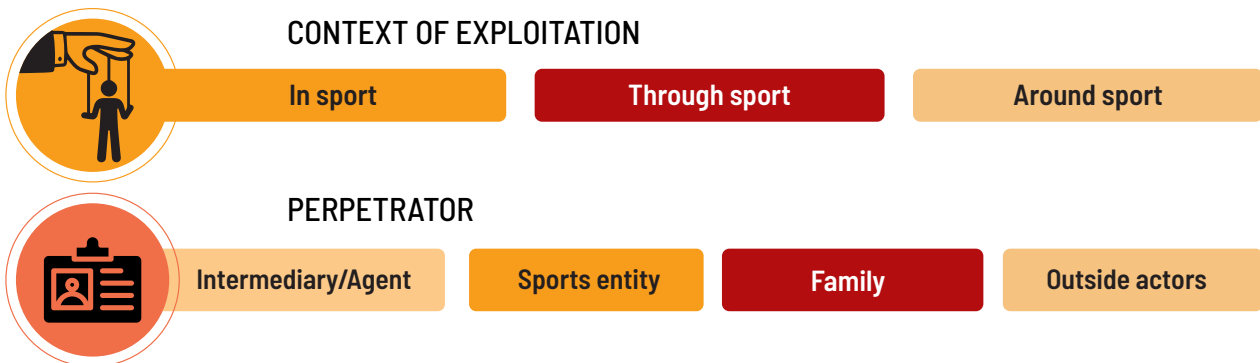 CONTEXT OF EXPLOITATION
In sport Through sport Around sport
PERPETRATOR
Intermediary/Agent Sports entity Family Outside actors